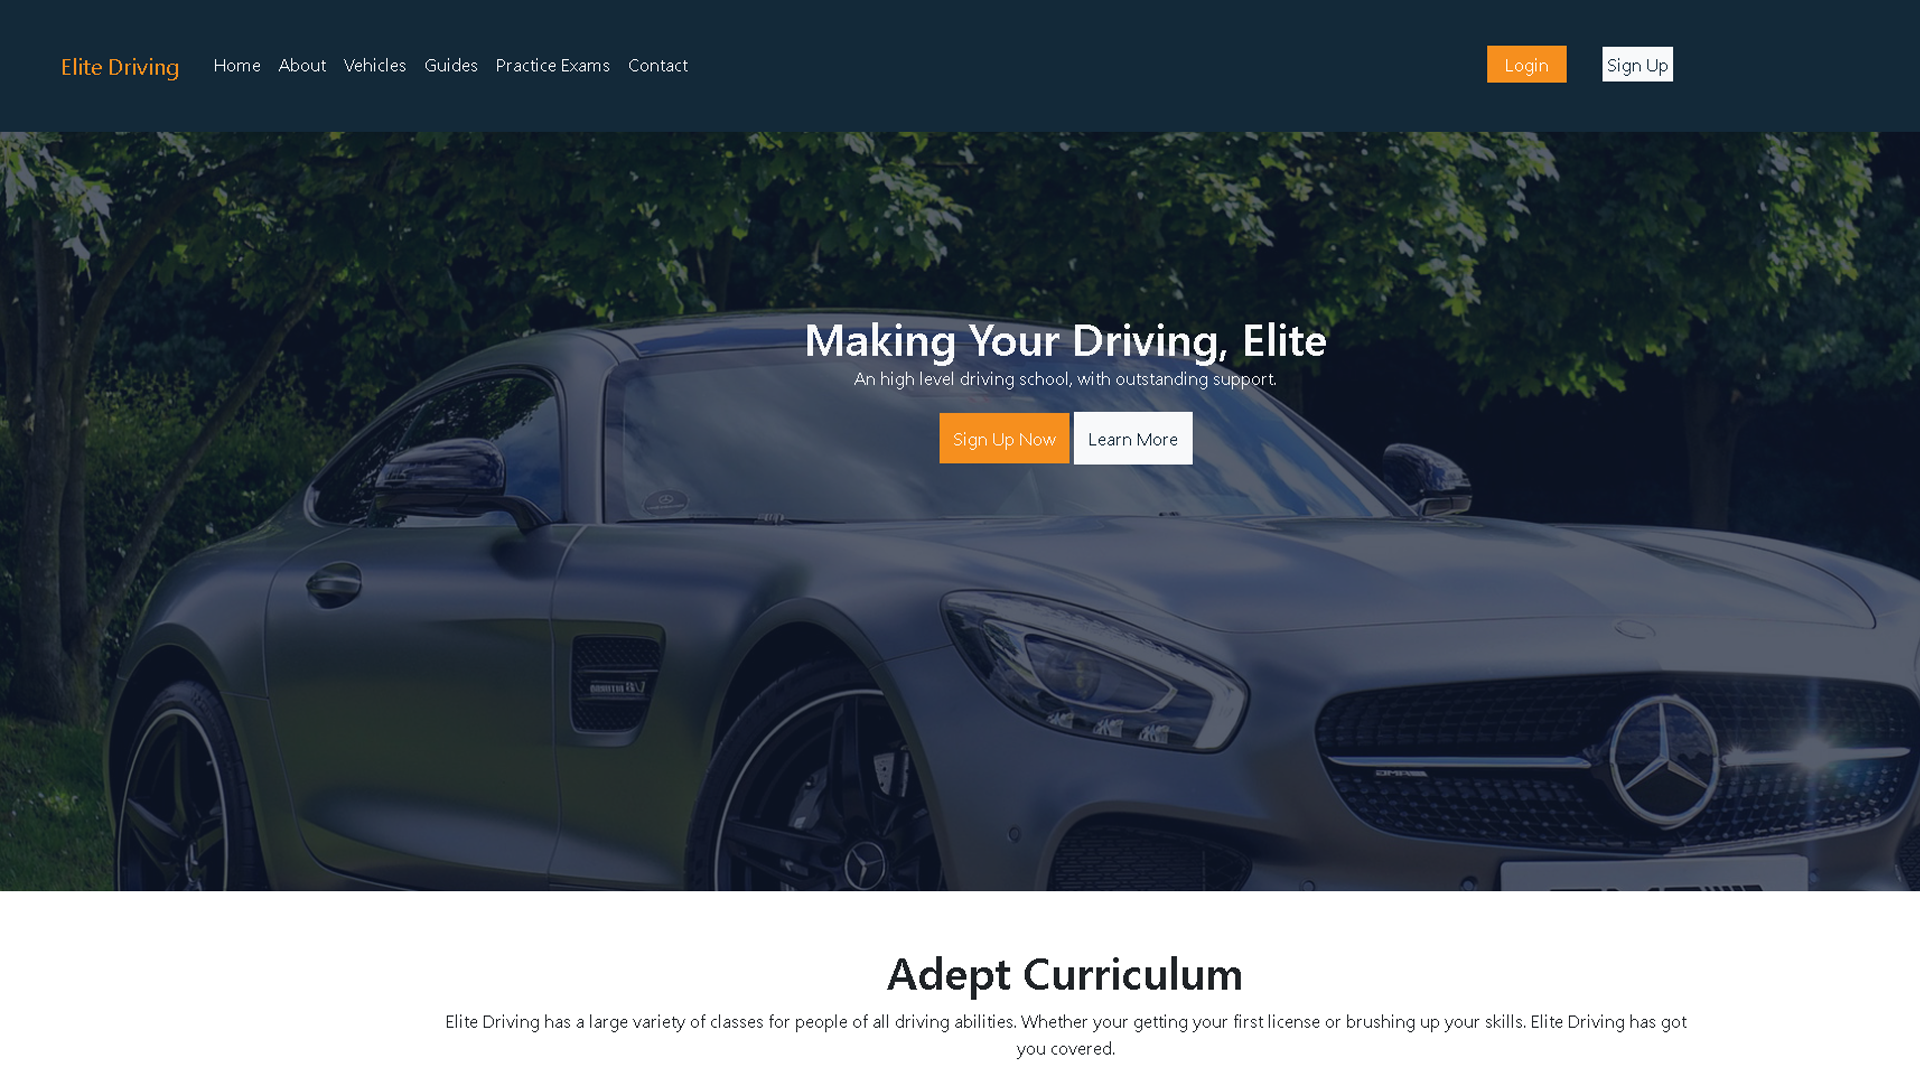 Elite Driving Home About Vehicles Guides Practice Exams Contact Login Sign Up
Making Your Driving, Elite
An high level driving school, with outstanding support.
Sign Up Now Learn More
Adept Curriculum
Elite Driving has a large variety of classes for people of all driving abilities. Whether your getting your first license or brushing up your skills. Elite Driving has got
you covered.